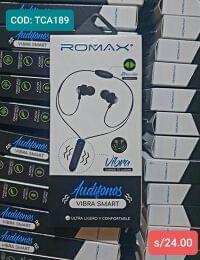 COD: TCA189
ROMAX
Vibra
Audifonos
VIBRA SMART
ULTRA LIGERO Y CONFORTABLE
s/24.00